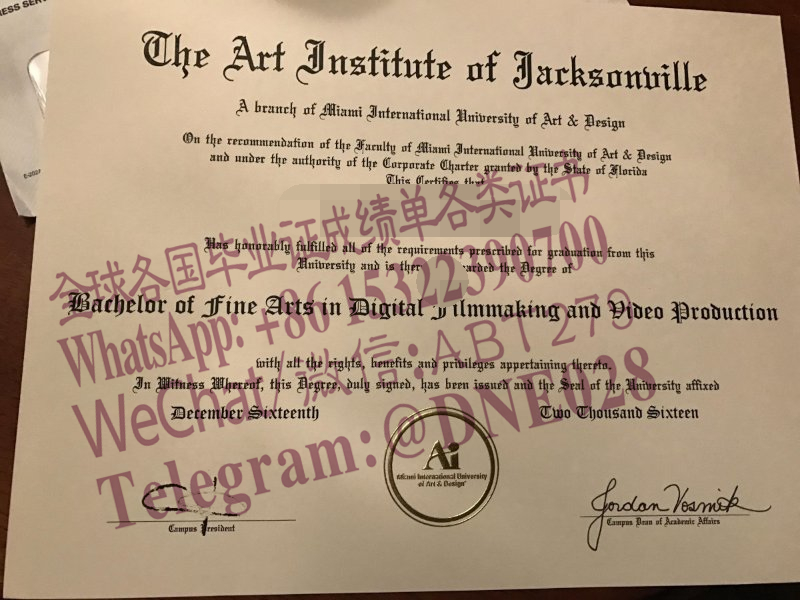 The Art Institute of Jacksonville
A branch of Miami International University of Art & Design
On the recommendation of the Faculty of Miami International University of Art & Design
and under the authority of the Corporate Charter granted by the State of Florida
This Certifies that
全球各国毕业证成绩单各类证书
Has honorably fulfilled all of the requirements prescribed for graduation from this
University and is the Degree of
Bachelor of Fine Arts in Digital Filmmaking and Video Production
WhatsApp: +86 15322390700
with all the rights, benefits and privileges appertaining thereto.
WeChat/微信:ABT279
In Witness Whereof, this Degree, duly signed, has been issued and the Seal of the University affixed
December Sixteenth Two Thousand Sixteen
Telegram:@DNE028
Ai
Miami International University
of Art & Design
Jordan Vosmik
Campus President Campus Dean of Academic Affairs